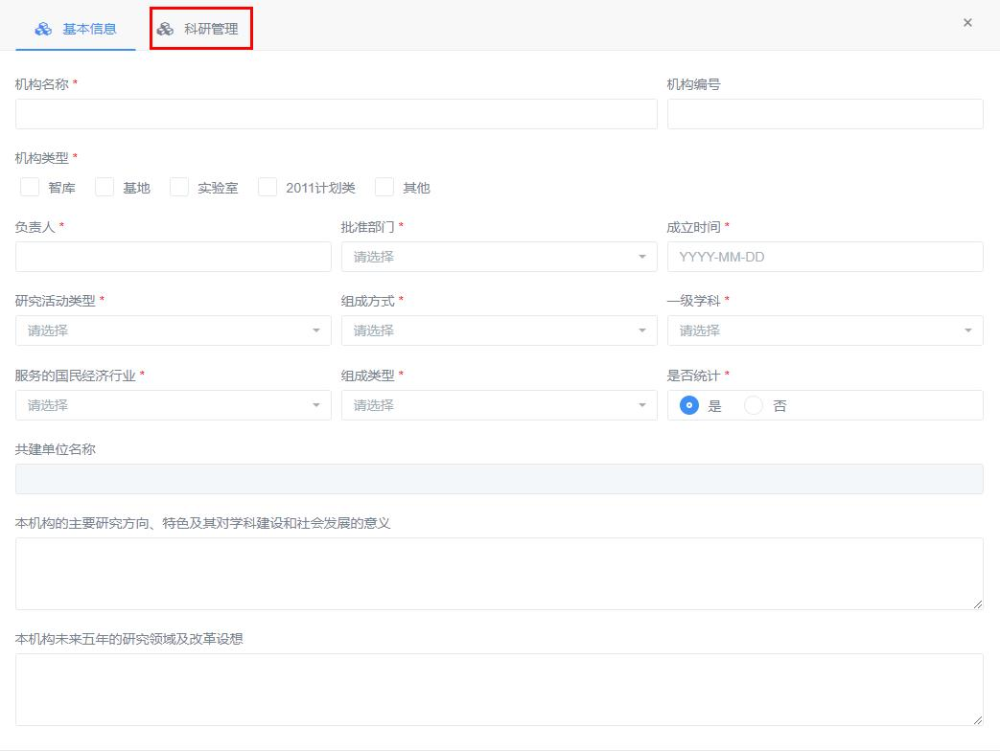 基本信息 科研管理 ×
机构名称 * 机构编号
机构类型 *
智库 基地 实验室 2011计划类 其他
负责人 * 批准部门 * 成立时间 *
请选择 YYYY-MM-DD
研究活动类型 * 组成方式 * 一级学科 *
请选择 请选择 请选择
服务的国民经济行业 * 组成类型 * 是否统计 *
请选择 请选择 是 否
共建单位名称
本机构的主要研究方向、特色及其对学科建设和社会发展的意义
本机构未来五年的研究领域及改革设想